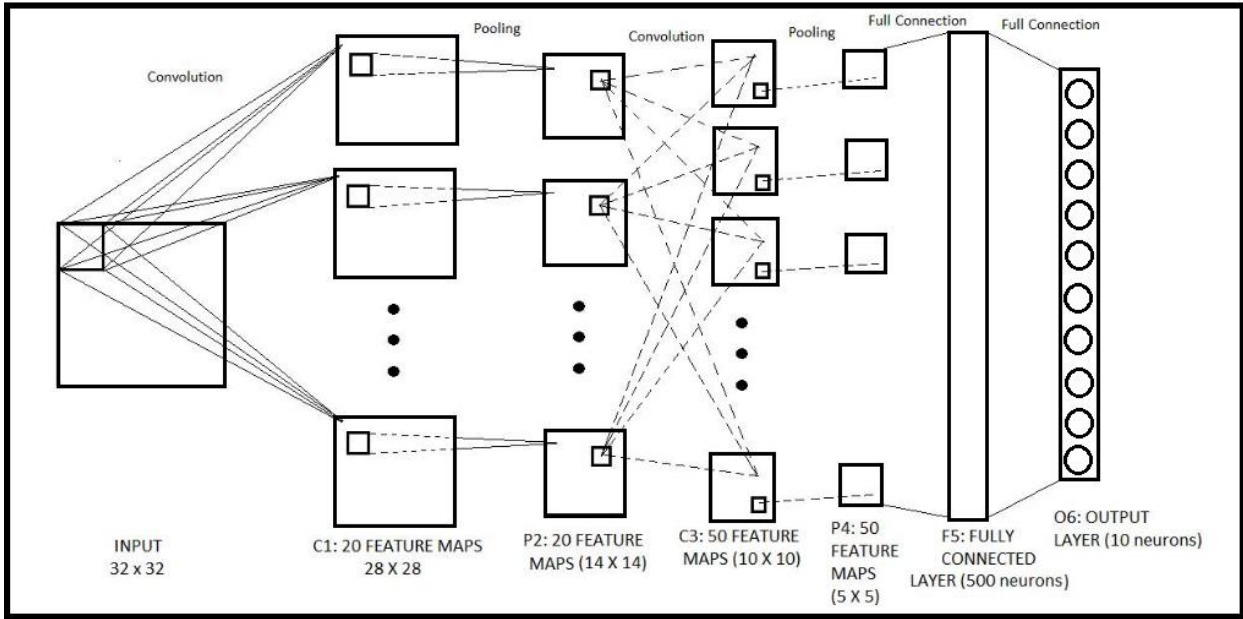 Convolution
Pooling
Convolution
Pooling
Full Connection
Full Connection
INPUT
32 x 32
C1: 20 FEATURE MAPS
28 X 28
P2: 20 FEATURE
MAPS (14 X 14)
C3: 50 FEATURE
MAPS (10 X 10)
P4: 50
FEATURE
MAPS
(5 X 5)
F5: FULLY
CONNECTED
LAYER (500 neurons)
O6: OUTPUT
LAYER (10 neurons)